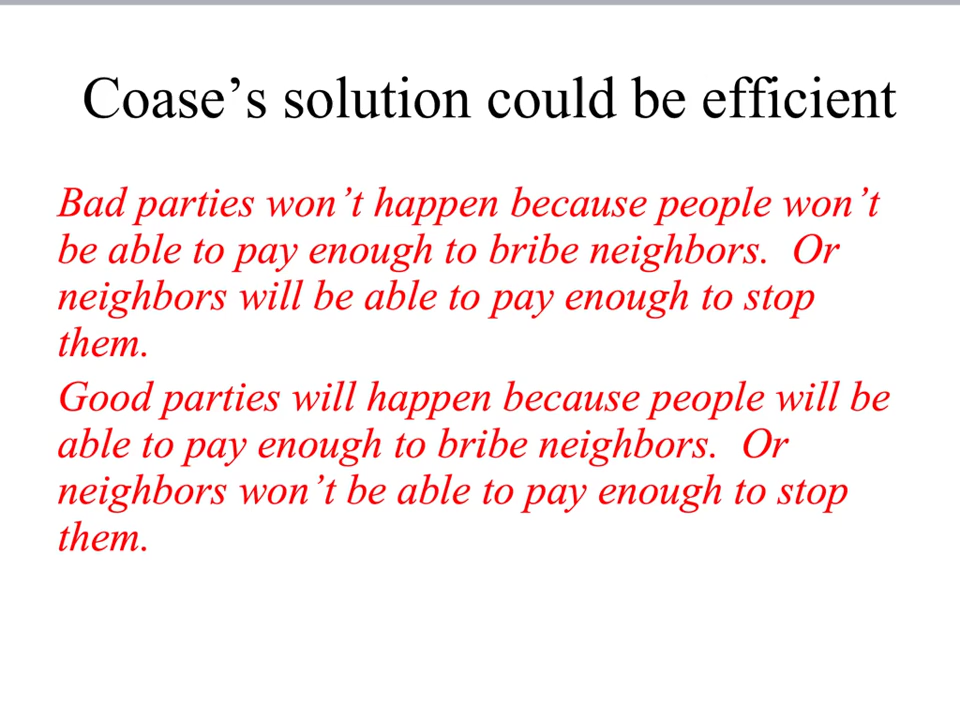 Coase’s solution could be efficient
Bad parties won’t happen because people won’t
be able to pay enough to bribe neighbors.  Or
neighbors will be able to pay enough to stop
them.
Good parties will happen because people will be
able to pay enough to bribe neighbors.  Or
neighbors won’t be able to pay enough to stop
them.